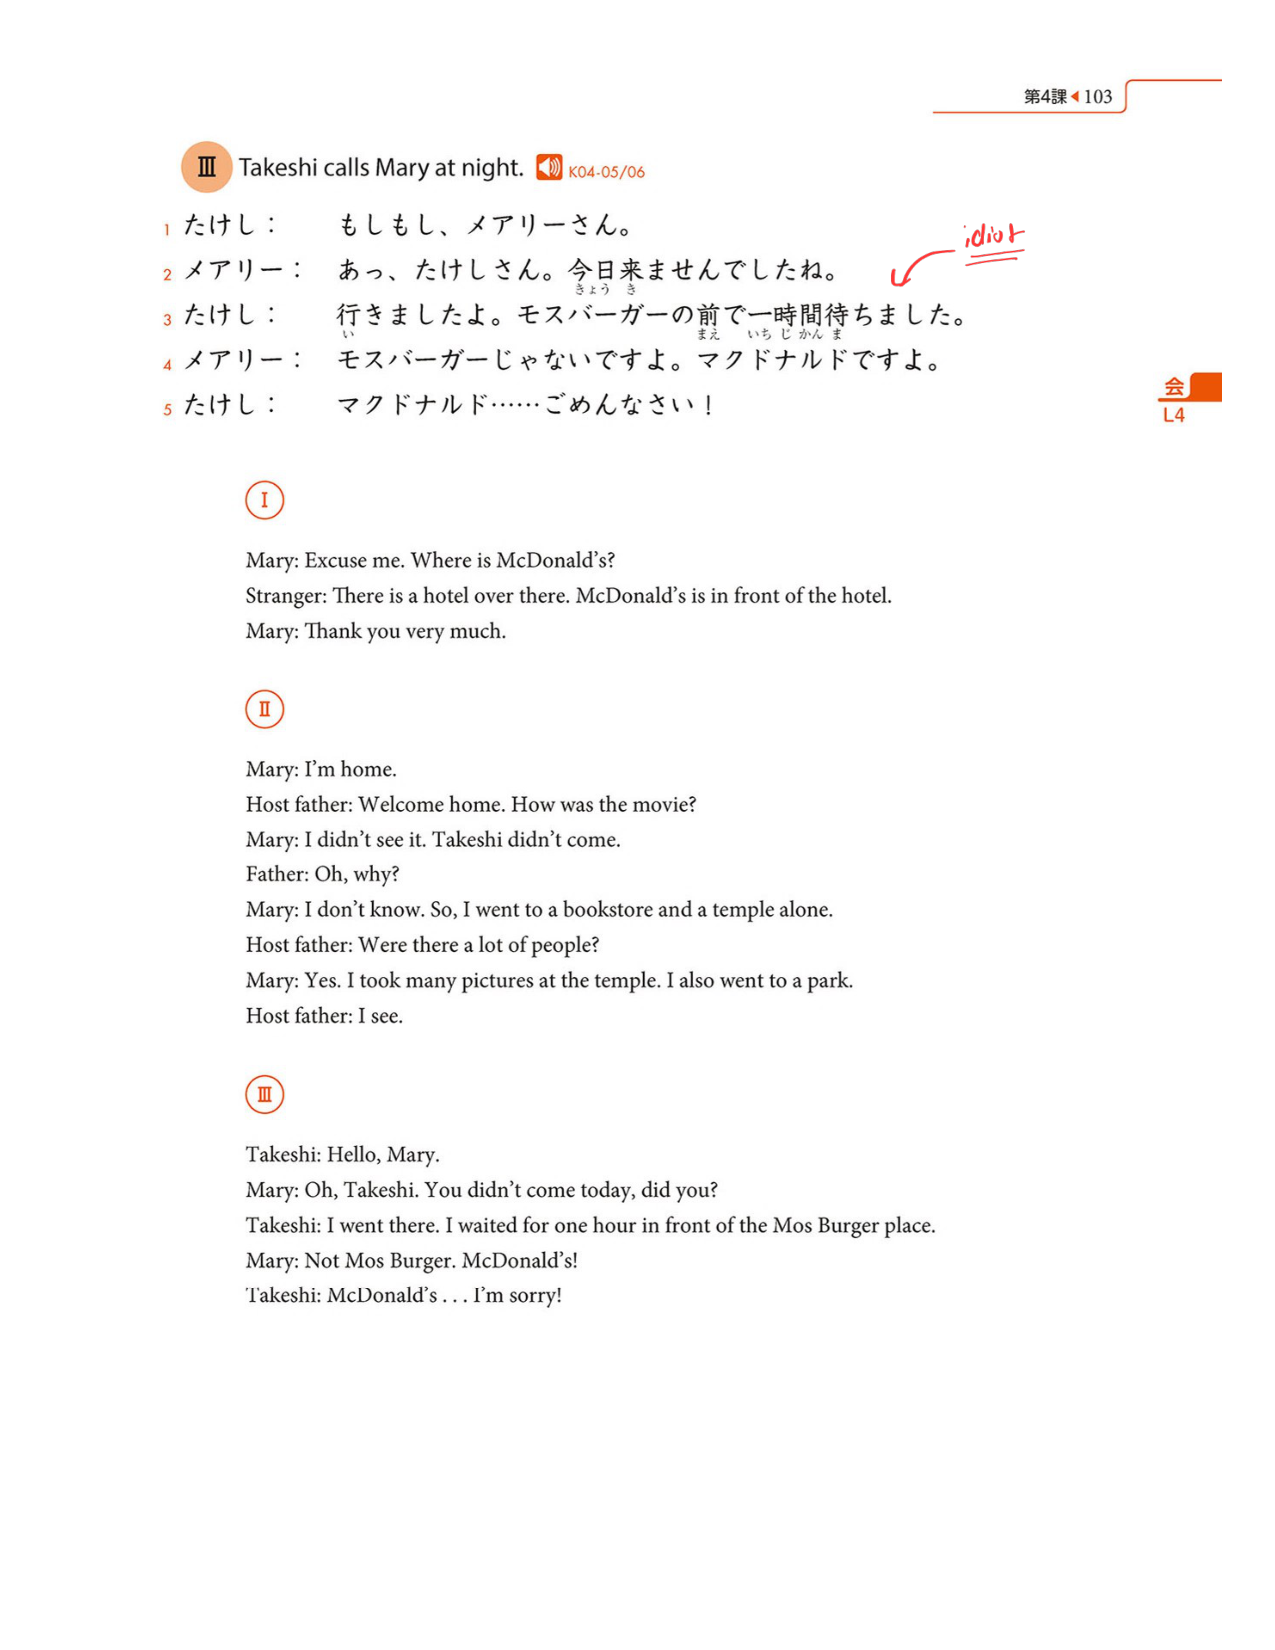 第4課◀103
Ⅲ Takeshi calls Mary at night. K04-05/06
1 たけし： もしもし、メアリーさん。
idiot
2 メアリー： あっ、たけしさん。今日来ませんでしたね。
きょう き
3 たけし： 行きましたよ。モスバーガーの前で一時間待ちました。
い まえ いち じ かん ま
4 メアリー： モスバーガーじゃないですよ。マクドナルドですよ。
会
5 たけし： マクドナルド……ごめんなさい！
L4
Ⅰ
Mary: Excuse me. Where is McDonald's?
Stranger: There is a hotel over there. McDonald's is in front of the hotel.
Mary: Thank you very much.
Ⅱ
Mary: I'm home.
Host father: Welcome home. How was the movie?
Mary: I didn't see it. Takeshi didn't come.
Father: Oh, why?
Mary: I don't know. So, I went to a bookstore and a temple alone.
Host father: Were there a lot of people?
Mary: Yes. I took many pictures at the temple. I also went to a park.
Host father: I see.
Ⅲ
Takeshi: Hello, Mary.
Mary: Oh, Takeshi. You didn't come today, did you?
Takeshi: I went there. I waited for one hour in front of the Mos Burger place.
Mary: Not Mos Burger. McDonald's!
Takeshi: McDonald's . . . I'm sorry!